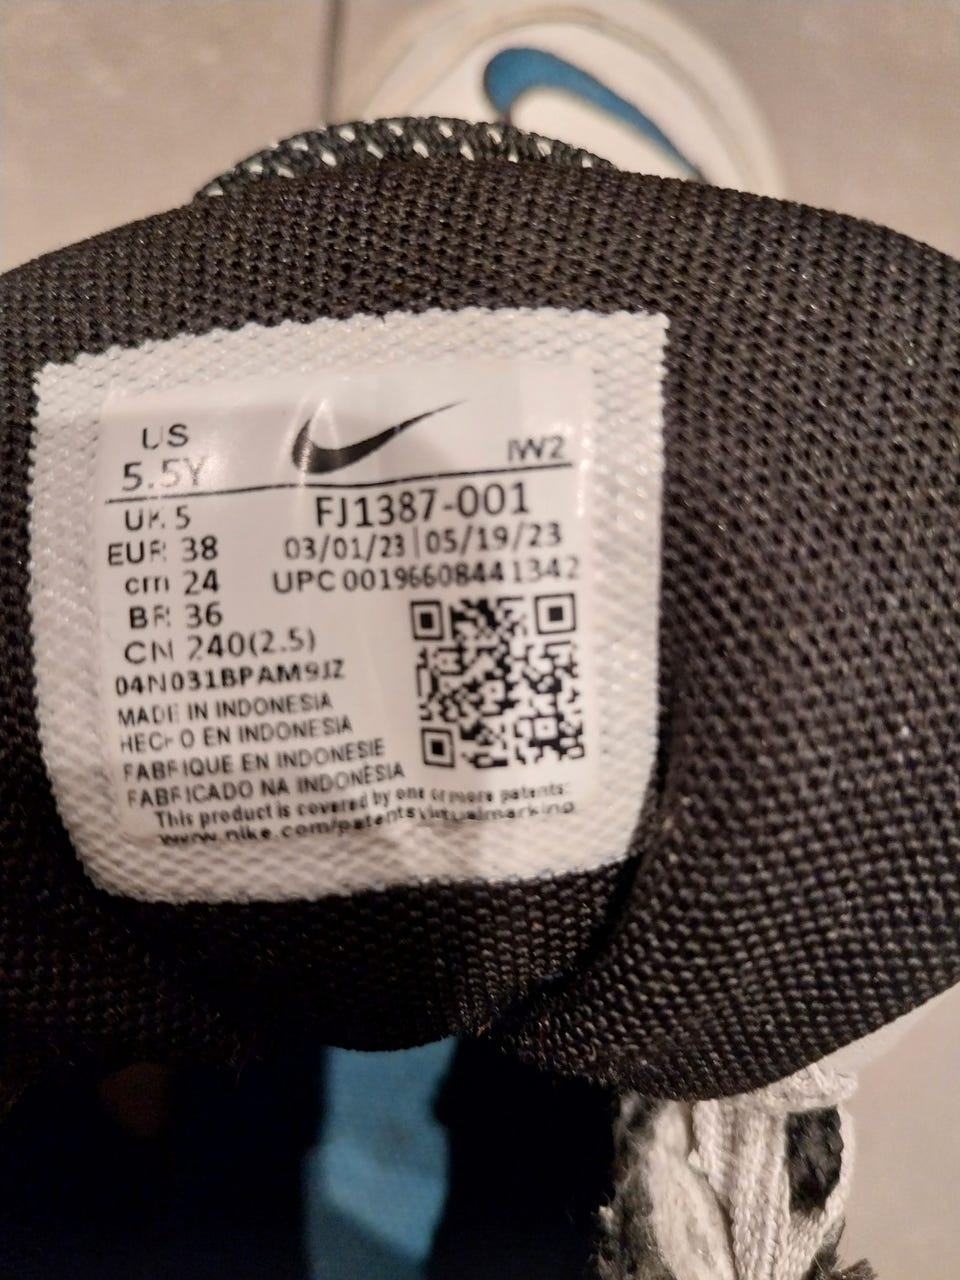 US
5.5Y
IW2
UK 5
FJ1387-001
EUR 38
03/01/23 | 05/19/23
cm 24
UPC 00196608441342
BR 36
CN 240(2.5)
04N031BPAM9JZ
MADE IN INDONESIA
HECHO EN INDONESIA
FABRIQUE EN INDONESIE
FABRICADO NA INDONÉSIA
This product is covered by one or more patents:
www.nike.com/patents\virtualmarking